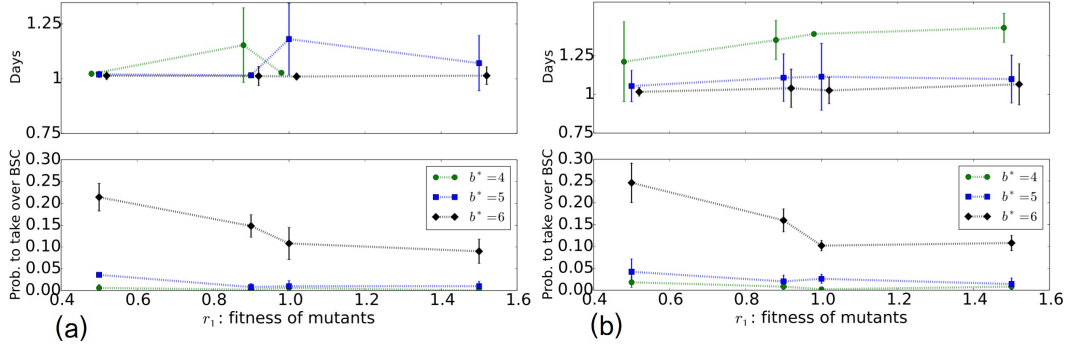 1.25
1
0.75
Days
0.30
0.25
0.20
0.15
0.10
0.05
0.00
Prob. to take over BSC
b* = 4
b* = 5
b* = 6
0.4 0.6 0.8 1.0 1.2 1.4 1.6
r₁: fitness of mutants
(a)
1.25
1
0.75
Days
0.30
0.25
0.20
0.15
0.10
0.05
0.00
Prob. to take over BSC
b* = 4
b* = 5
b* = 6
0.4 0.6 0.8 1.0 1.2 1.4 1.6
r₁: fitness of mutants
(b)